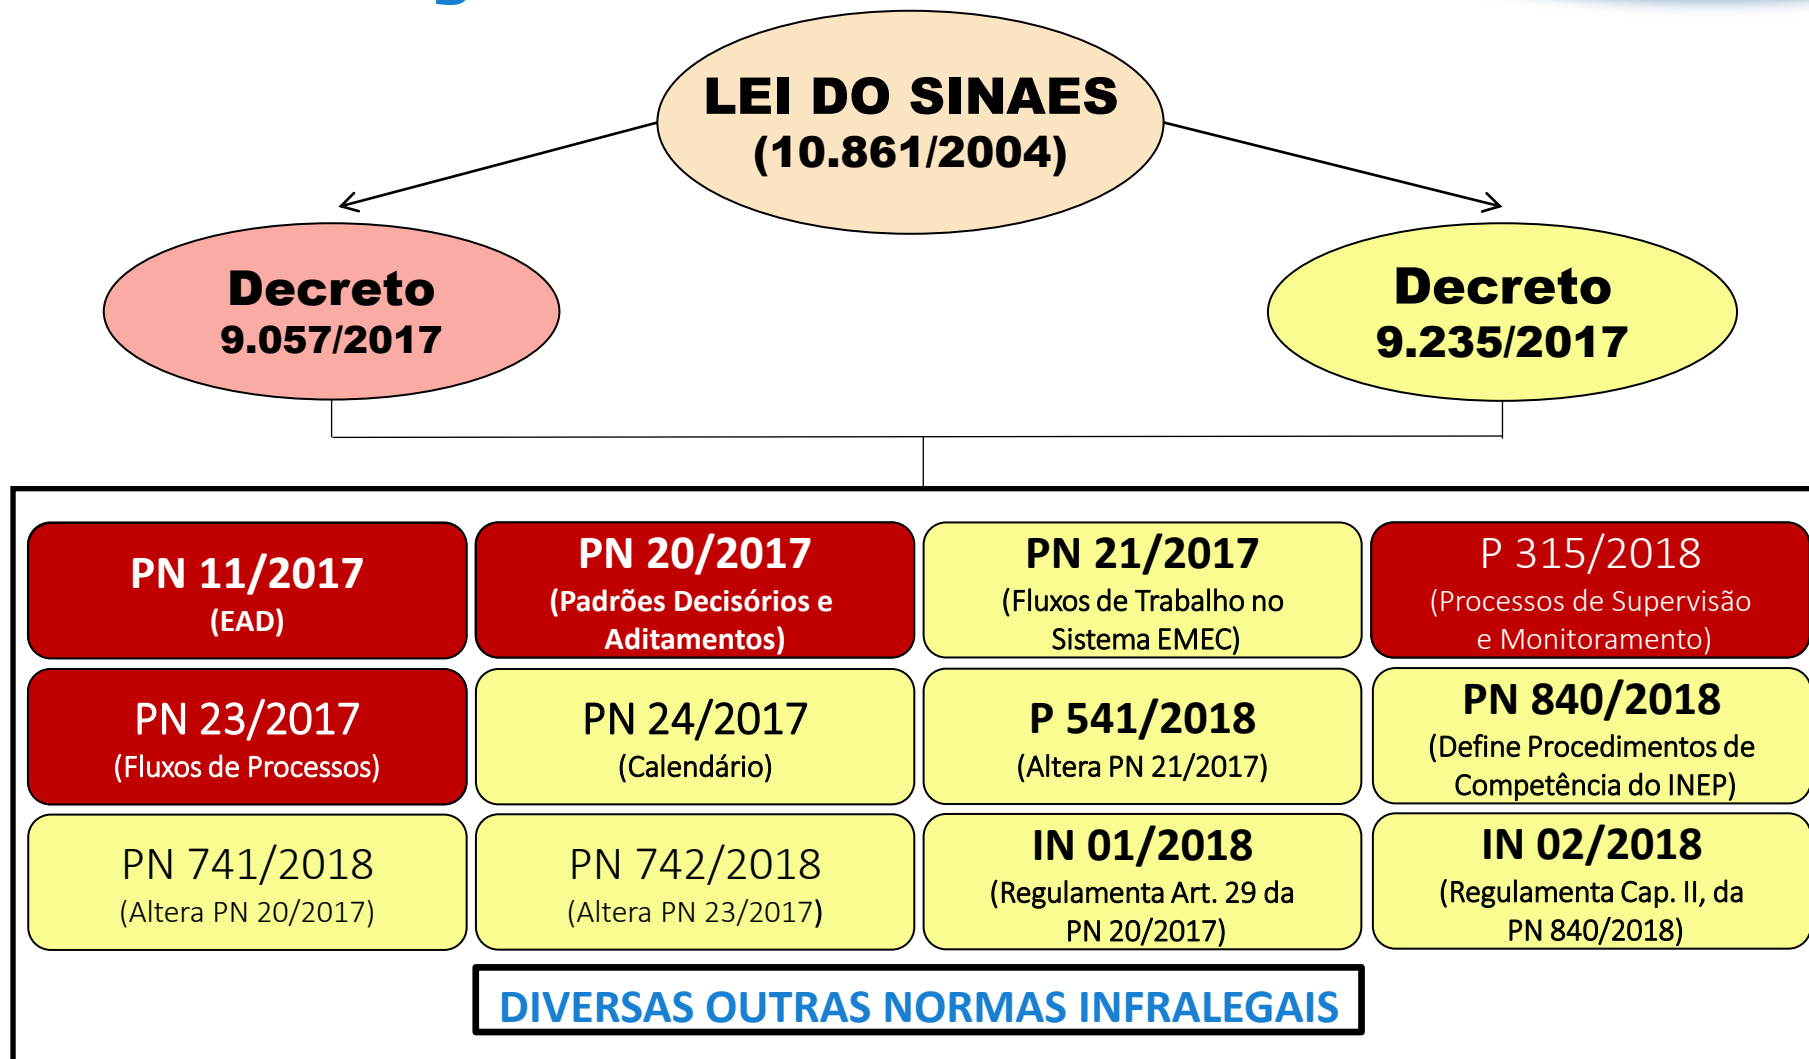 LEI DO SINAES
(10.861/2004)
Decreto
9.057/2017
Decreto
9.235/2017
PN 11/2017
(EAD)
PN 20/2017
(Padrões Decisórios e
Aditamentos)
PN 21/2017
(Fluxos de Trabalho no
Sistema EMEC)
P 315/2018
(Processos de Supervisão
e Monitoramento)
PN 23/2017
(Fluxos de Processos)
PN 24/2017
(Calendário)
P 541/2018
(Altera PN 21/2017)
PN 840/2018
(Define Procedimentos de
Competência do INEP)
PN 741/2018
(Altera PN 20/2017)
PN 742/2018
(Altera PN 23/2017)
IN 01/2018
(Regulamenta Art. 29 da
PN 20/2017)
IN 02/2018
(Regulamenta Cap. II, da
PN 840/2018)
DIVERSAS OUTRAS NORMAS INFRALEGAIS